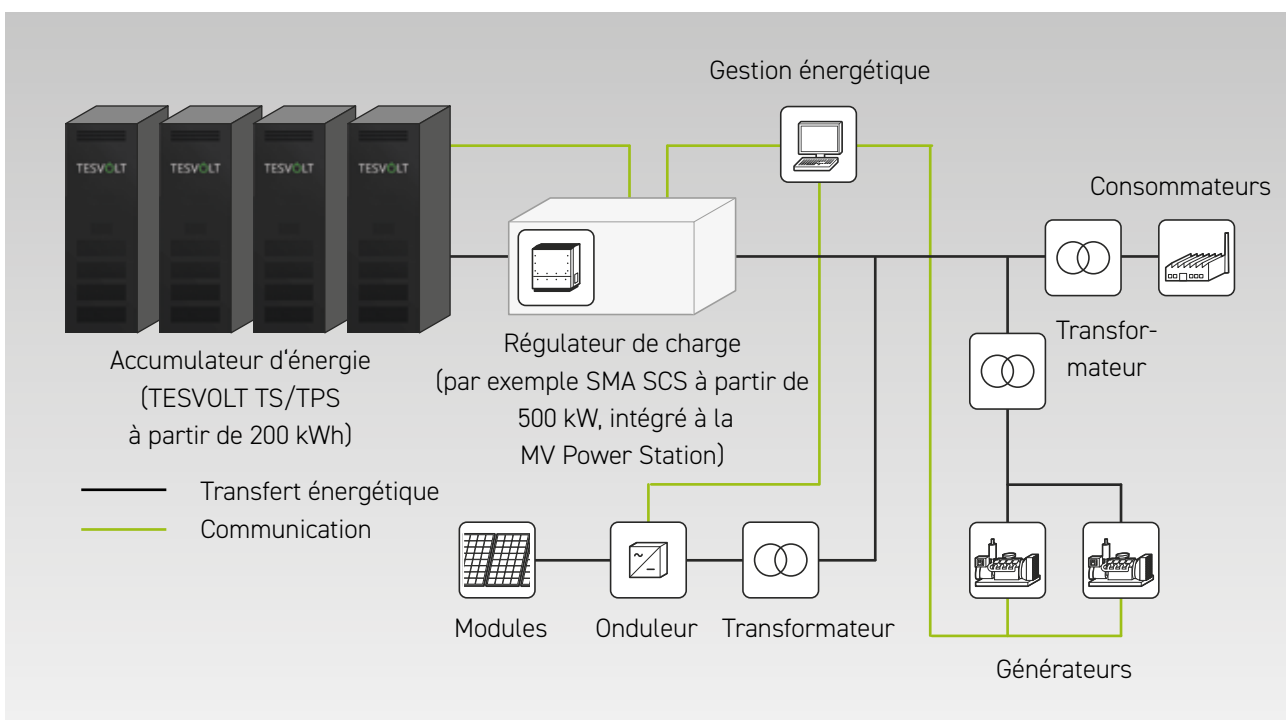 Gestion énergétique
TESVOLT TESVOLT TESVOLT TESVOLT
Consommateurs
Transfor-
mateur
Accumulateur d‘énergie
(TESVOLT TS/TPS
à partir de 200 kWh)
Régulateur de charge
(par exemple SMA SCS à partir de
500 kW, intégré à la
MV Power Station)
Transfert énergétique
Communication
Modules
Onduleur
Transformateur
Générateurs